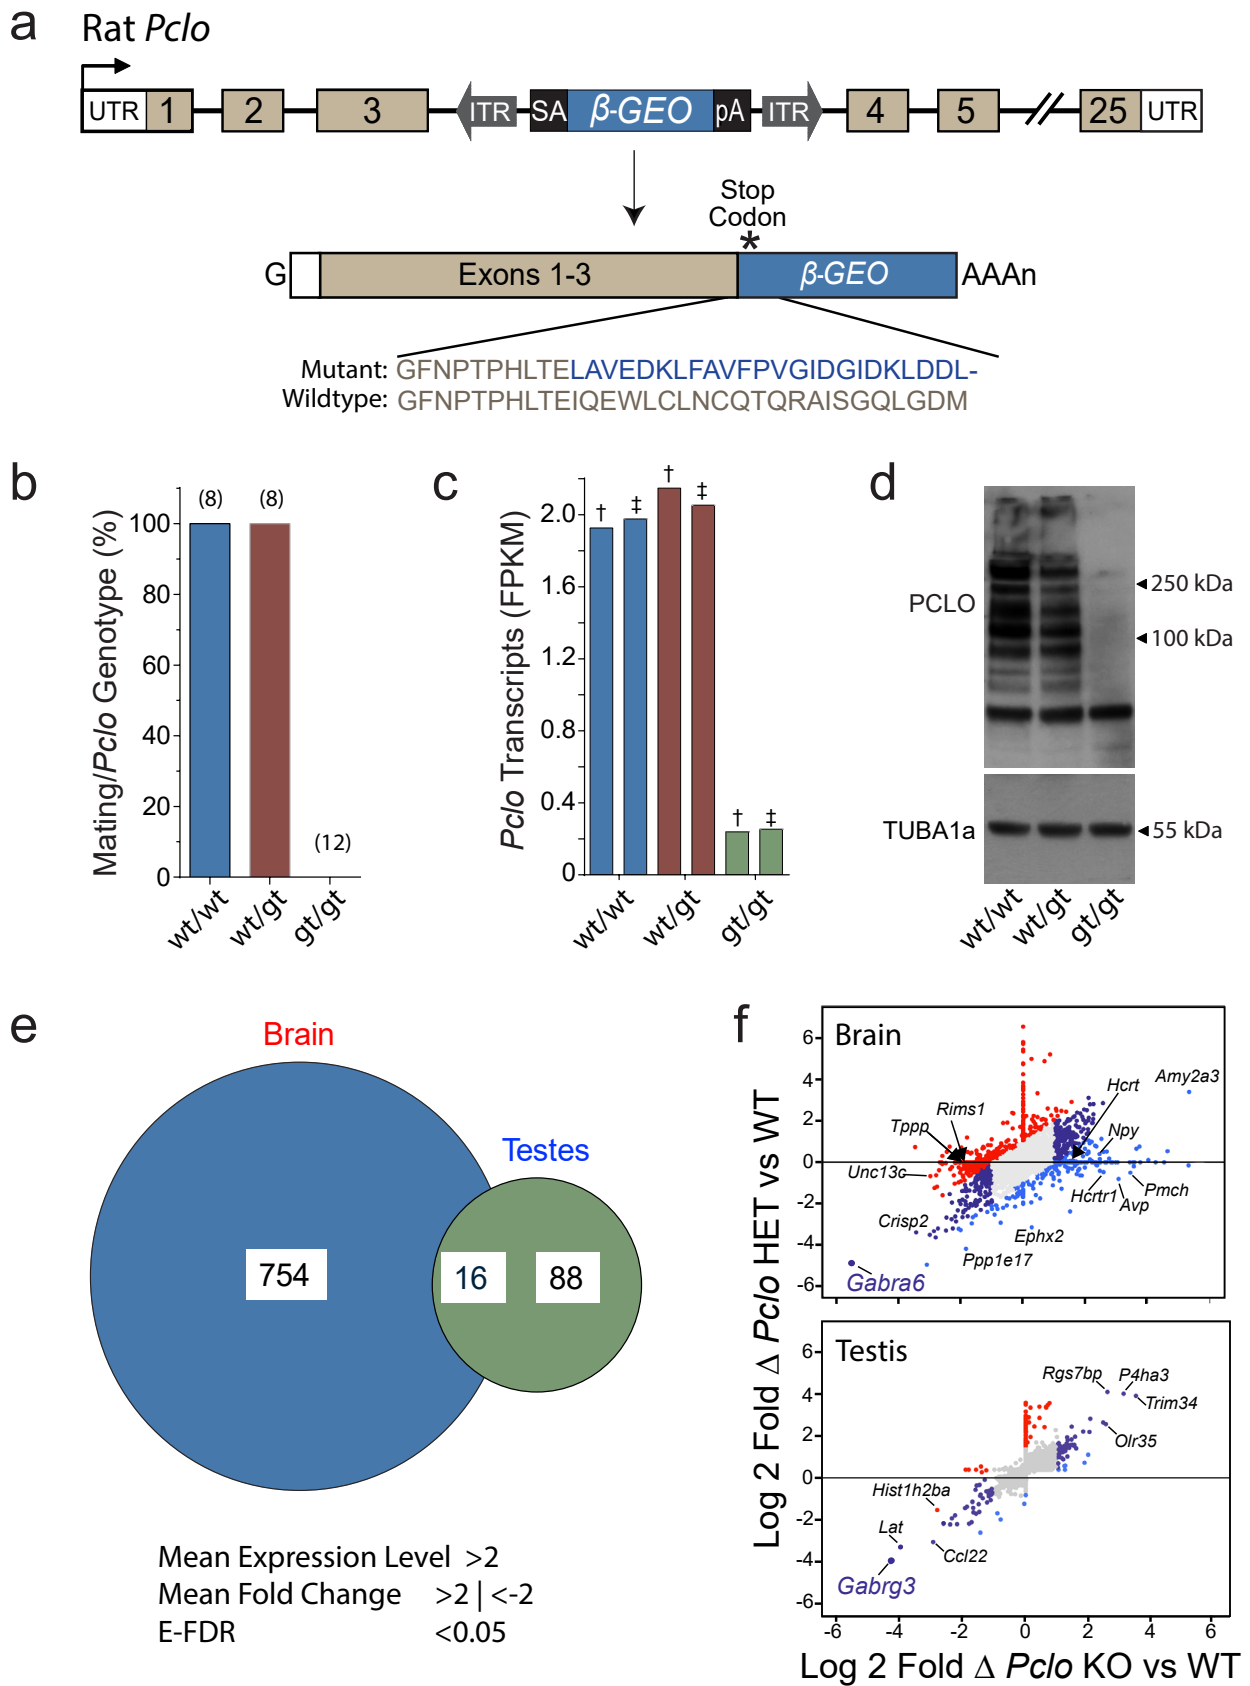 a
Rat Pclo
UTR 1 2 3 ITR SA β-GEO pA ITR 4 5 25 UTR
Stop
Codon
*
G Exons 1-3 β-GEO AAAn
Mutant: GFNPTPHLTELAVEDKLFAVFPVGIDGIDKLDDL-
Wildtype: GFNPTPHLTEIQEWLCLNCQTQRAISGQLGDM
b
Mating/Pclo Genotype (%)
100
80
60
40
20
0
(8) (8) (12)
wt/wt wt/gt gt/gt
c
Pclo Transcripts (FPKM)
2.0
1.6
1.2
0.8
0.4
0
† ‡ † ‡ † ‡
wt/wt wt/gt gt/gt
d
PCLO
250 kDa
100 kDa
TUBA1a
55 kDa
wt/wt wt/gt gt/gt
e
Brain
Testes
754 16 88
Mean Expression Level >2
Mean Fold Change >2 | <-2
E-FDR <0.05
f
Log 2 Fold Δ Pclo HET vs WT
Brain
6
4
2
0
-2
-4
-6
Amy2a3
Hcrt
Rims1
Tppp
Npy
Unc13c
Hcrtr1
Avp
Pmch
Crisp2
Ephx2
Ppp1e17
Gabra6
Testis
6
4
2
0
-2
-4
-6
Rgs7bp
P4ha3
Trim34
Olr35
Hist1h2ba
Lat
Ccl22
Gabrg3
-6 -4 -2 0 2 4 6
Log 2 Fold Δ Pclo KO vs WT